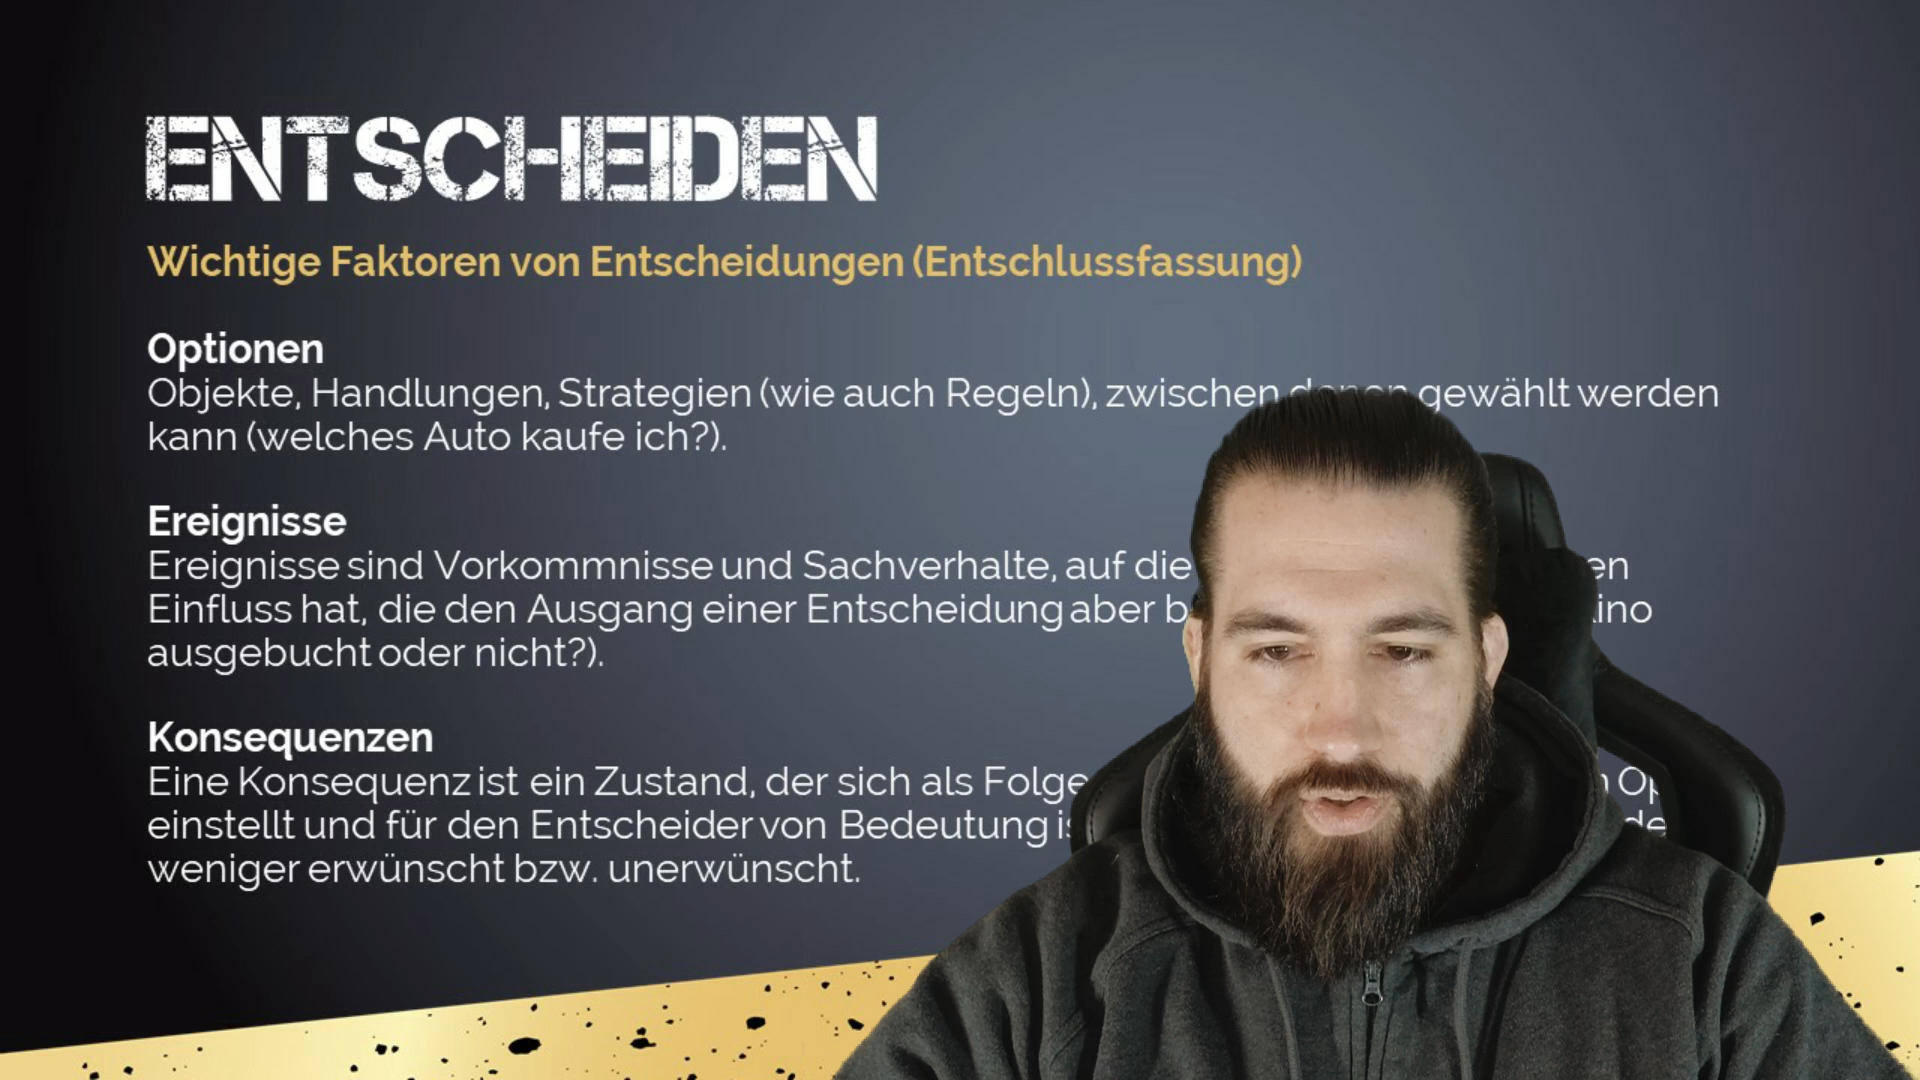 ENTSCHEIDEN
Wichtige Faktoren von Entscheidungen (Entschlussfassung)
Optionen
Objekte, Handlungen, Strategien (wie auch Regeln), zwischen denen gewählt werden
kann (welches Auto kaufe ich?).
Ereignisse
Ereignisse sind Vorkommnisse und Sachverhalte, auf die
Einfluss hat, die den Ausgang einer Entscheidung aber
ausgebucht oder nicht?).
Konsequenzen
Eine Konsequenz ist ein Zustand, der sich als Folge
einstellt und für den Entscheider von Bedeutung
weniger erwünscht bzw. unerwünscht.